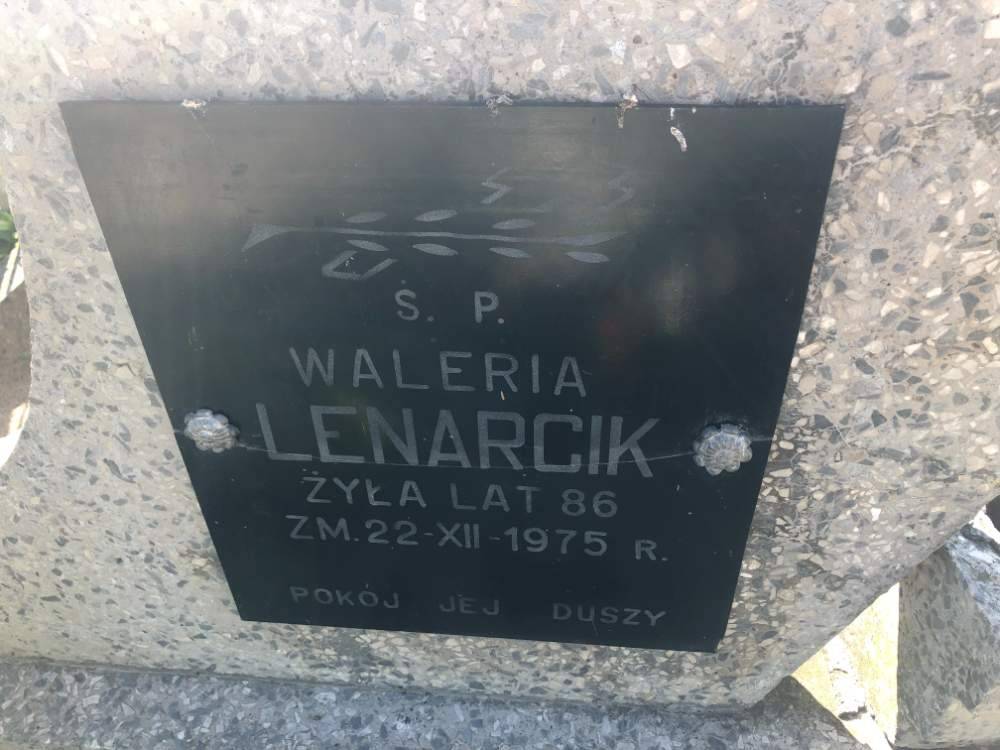 Ś. P.
WALERIA
LENARCIK
ŻYŁA LAT 86
ZM. 22-XII-1975 R.
POKÓJ JEJ DUSZY